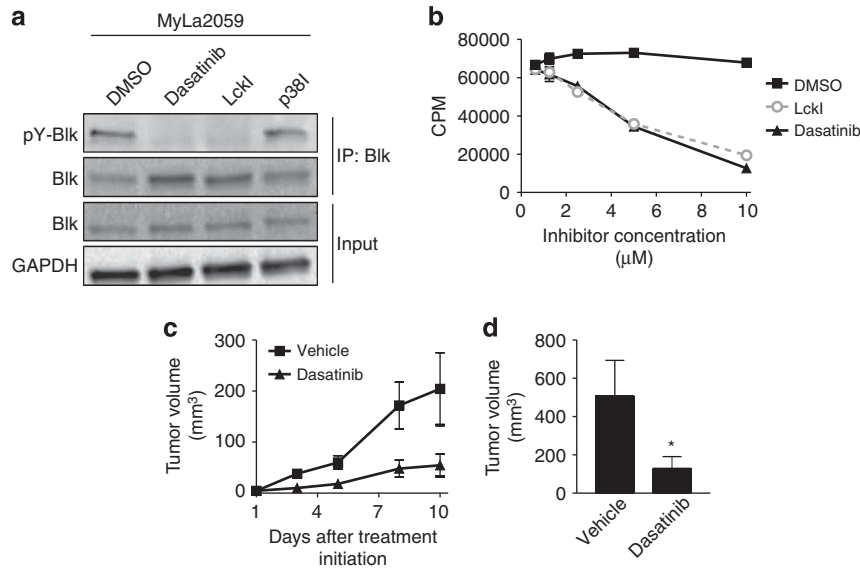 a
MyLa2059
DMSO
Dasatinib
LckI
p38I
pY-Blk
Blk
IP: Blk
Blk
GAPDH
Input
b
80000
60000
40000
20000
0
CPM
0 2 4 6 8 10
Inhibitor concentration
(μM)
DMSO
LckI
Dasatinib
c
300
200
100
0
Tumor volume
(mm³)
Vehicle
Dasatinib
1 4 7 10
Days after treatment
initiation
d
800
600
400
200
0
Tumor volume
(mm³)
*
Vehicle
Dasatinib